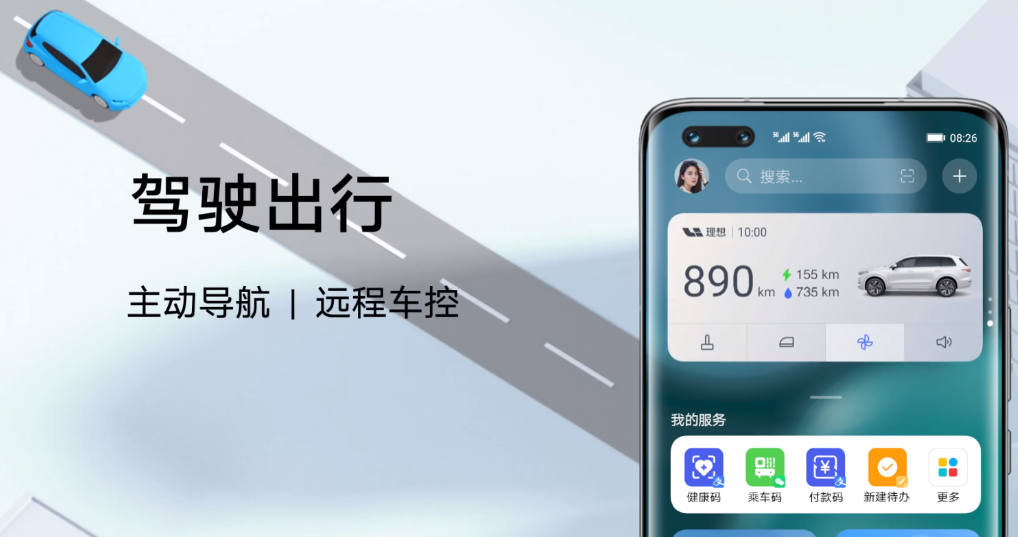 驾驶出行
主动导航 | 远程车控
5G 5G 08:26
搜索...
理想 | 10:00
890 km
155 km
735 km
我的服务
健康码 乘车码 付款码 新建待办 更多